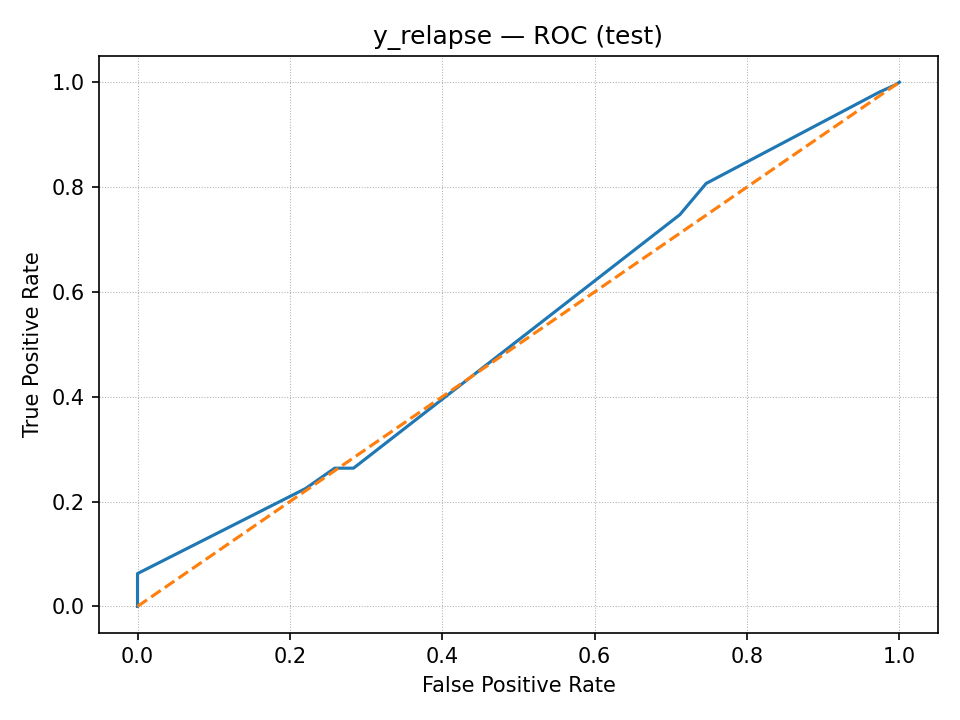 y_relapse — ROC (test)
True Positive Rate
1.0
0.8
0.6
0.4
0.2
0.0
0.0 0.2 0.4 0.6 0.8 1.0
False Positive Rate